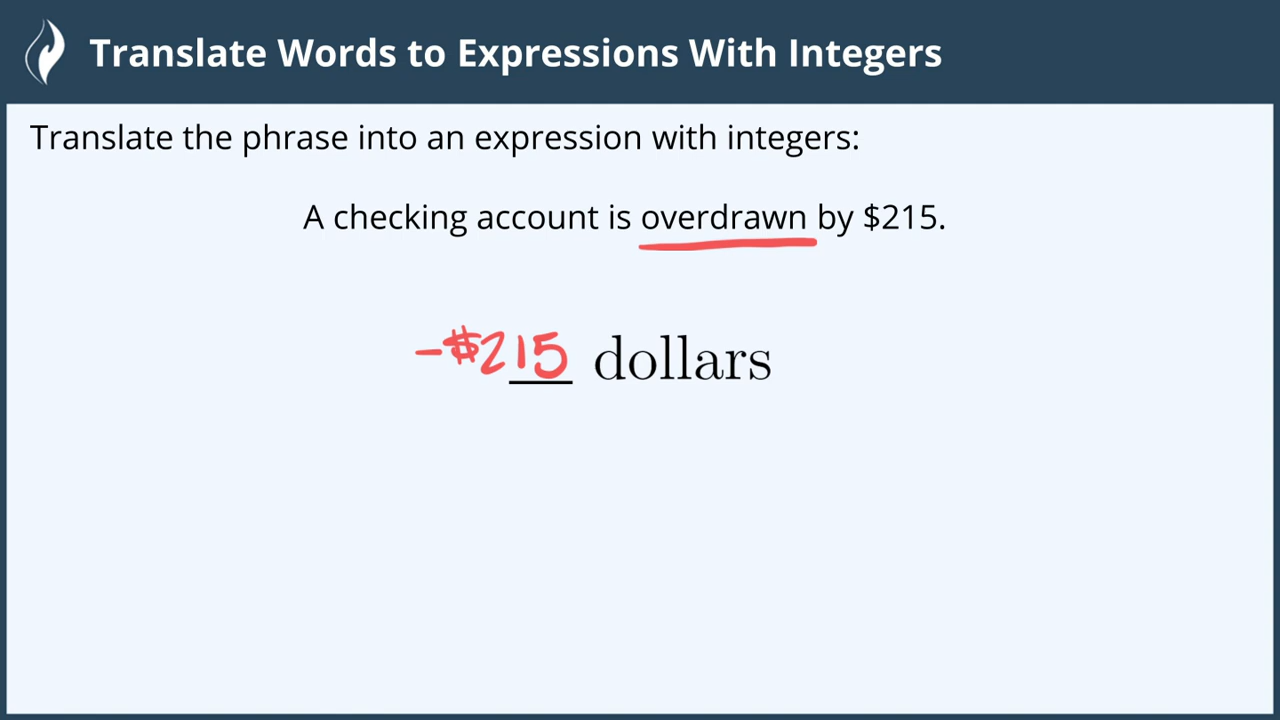 Translate Words to Expressions With Integers
Translate the phrase into an expression with integers:
A checking account is overdrawn by $215.
-$215 dollars